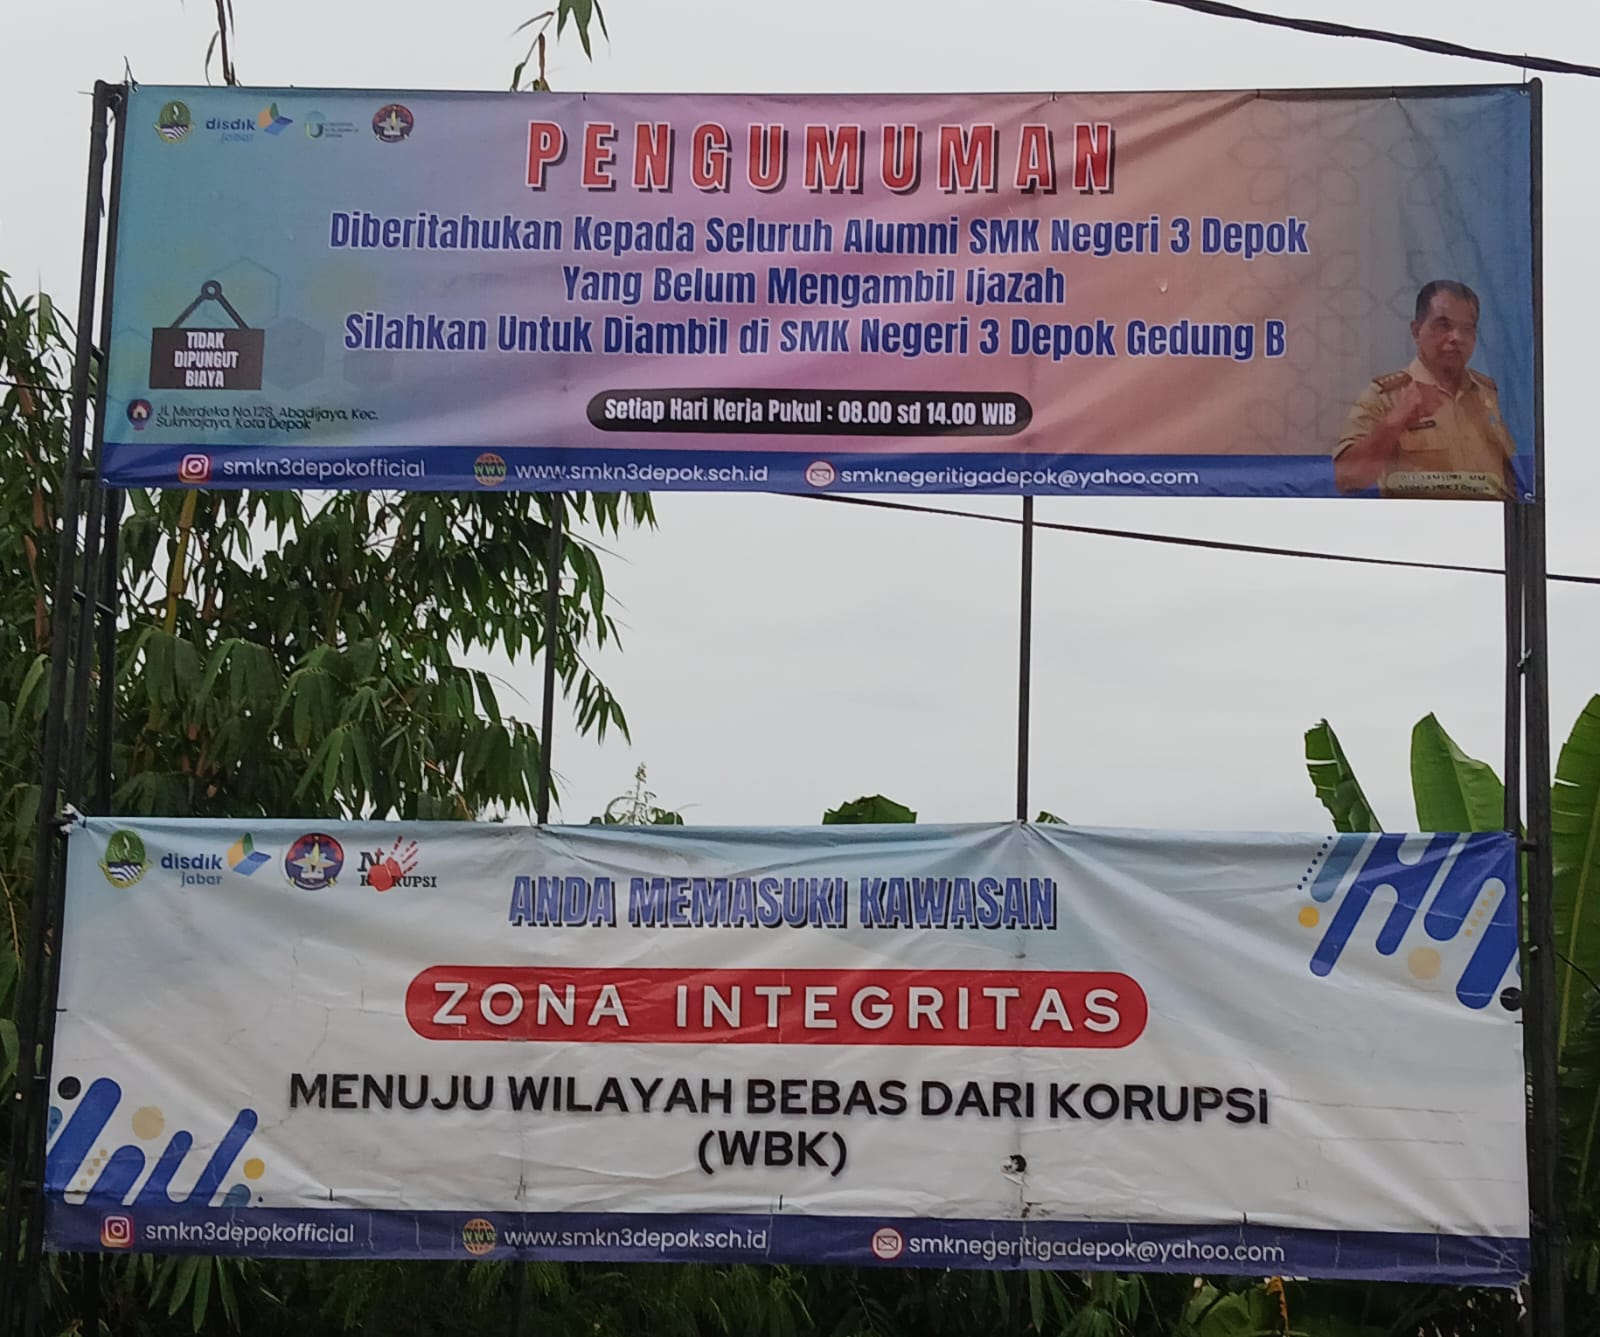 disdik
jabar
PENGUMUMAN
Diberitahukan Kepada Seluruh Alumni SMK Negeri 3 Depok
Yang Belum Mengambil Ijazah
Silahkan Untuk Diambil di SMK Negeri 3 Depok Gedung B
TIDAK
DIPUNGUT
BIAYA
Setiap Hari Kerja Pukul : 08.00 sd 14.00 WIB
Jl. Merdeka No.128, Abadijaya, Kec.
Sukmajaya, Kota Depok
smkn3depokofficial www.smkn3depok.sch.id smknegeritigadepok@yahoo.com
disdik
jabar
NO
KORUPSI
ANDA MEMASUKI KAWASAN
ZONA INTEGRITAS
MENUJU WILAYAH BEBAS DARI KORUPSI
(WBK)
smkn3depokofficial www.smkn3depok.sch.id smknegeritigadepok@yahoo.com